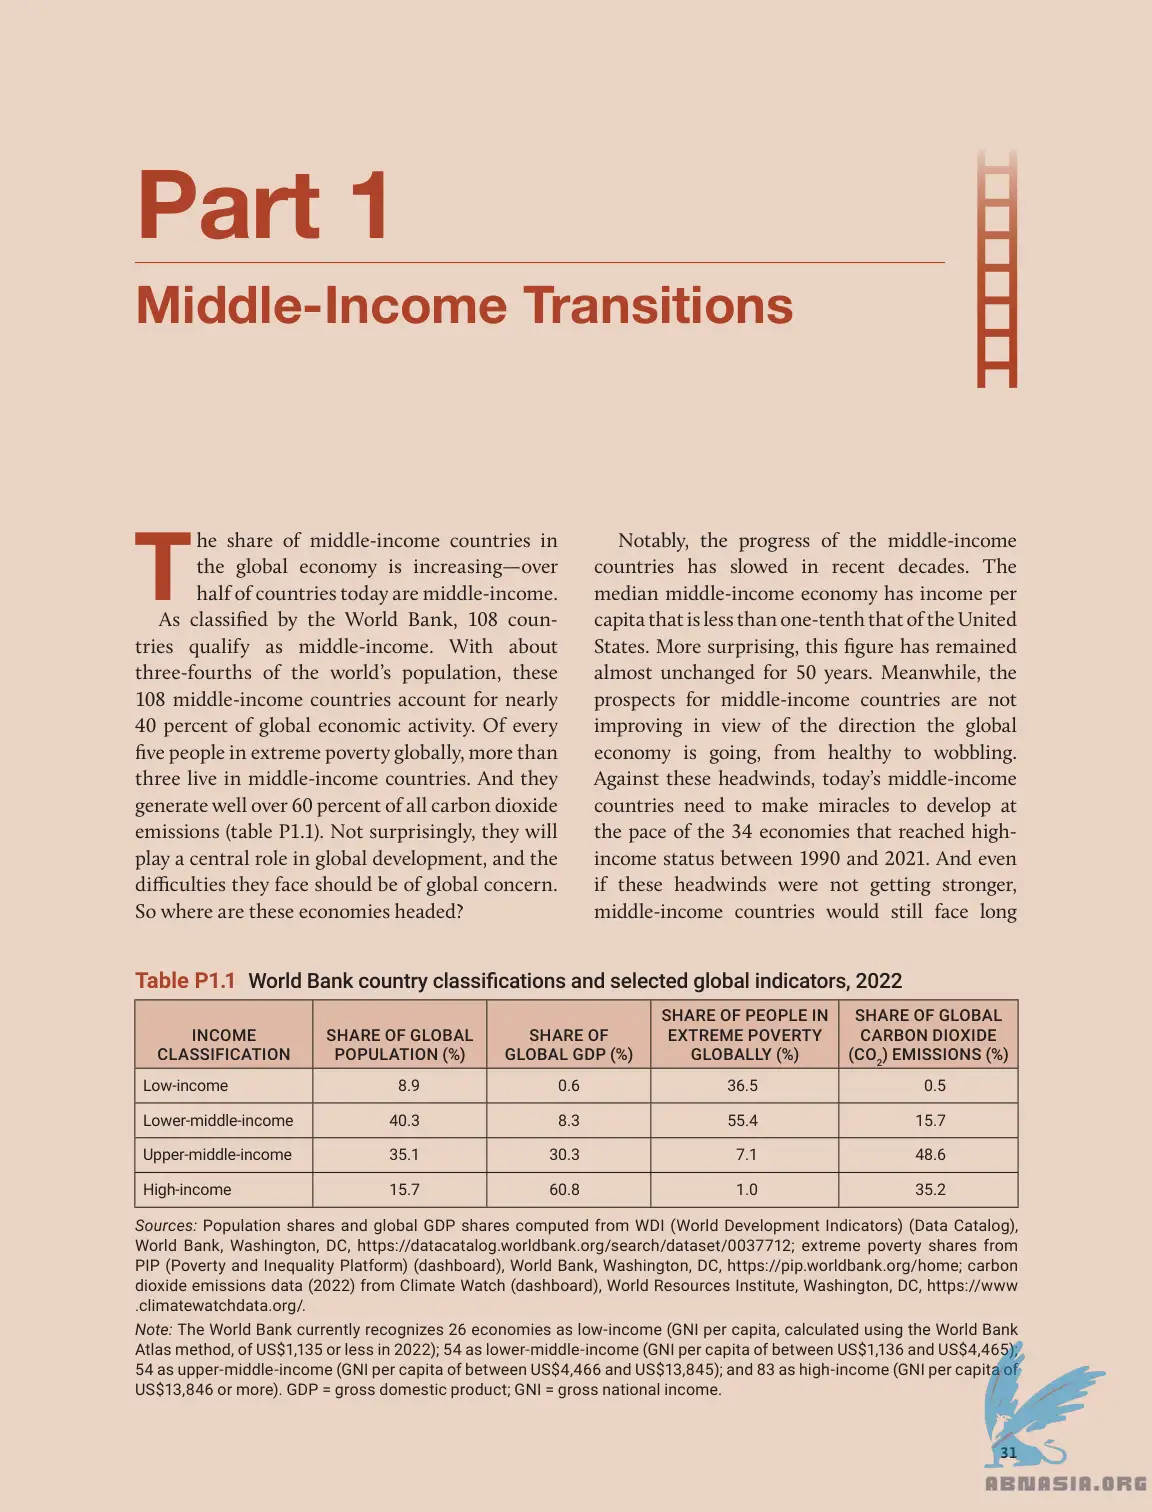 Part 1
Middle-Income Transitions
The share of middle-income countries in
the global economy is increasing—over
half of countries today are middle-income.
As classified by the World Bank, 108 coun-
tries qualify as middle-income. With about
three-fourths of the world's population, these
108 middle-income countries account for nearly
40 percent of global economic activity. Of every
five people in extreme poverty globally, more than
three live in middle-income countries. And they
generate well over 60 percent of all carbon dioxide
emissions (table P1.1). Not surprisingly, they will
play a central role in global development, and the
difficulties they face should be of global concern.
So where are these economies headed?
Notably, the progress of the middle-income
countries has slowed in recent decades. The
median middle-income economy has income per
capita that is less than one-tenth that of the United
States. More surprising, this figure has remained
almost unchanged for 50 years. Meanwhile, the
prospects for middle-income countries are not
improving in view of the direction the global
economy is going, from healthy to wobbling.
Against these headwinds, today's middle-income
countries need to make miracles to develop at
the pace of the 34 economies that reached high-
income status between 1990 and 2021. And even
if these headwinds were not getting stronger,
middle-income countries would still face long
Table P1.1 World Bank country classifications and selected global indicators, 2022
INCOME CLASSIFICATION SHARE OF GLOBAL POPULATION (%) SHARE OF GLOBAL GDP (%) SHARE OF PEOPLE IN EXTREME POVERTY GLOBALLY (%) SHARE OF GLOBAL CARBON DIOXIDE (CO2) EMISSIONS (%)
Low-income 8.9 0.6 36.5 0.5
Lower-middle-income 40.3 8.3 55.4 15.7
Upper-middle-income 35.1 30.3 7.1 48.6
High-income 15.7 60.8 1.0 35.2
Sources: Population shares and global GDP shares computed from WDI (World Development Indicators) (Data Catalog),
World Bank, Washington, DC, https://datacatalog.worldbank.org/search/dataset/0037712; extreme poverty shares from
PIP (Poverty and Inequality Platform) (dashboard), World Bank, Washington, DC, https://pip.worldbank.org/home; carbon
dioxide emissions data (2022) from Climate Watch (dashboard), World Resources Institute, Washington, DC, https://www
.climatewatchdata.org/.
Note: The World Bank currently recognizes 26 economies as low-income (GNI per capita, calculated using the World Bank
Atlas method, of US$1,135 or less in 2022); 54 as lower-middle-income (GNI per capita of between US$1,136 and US$4,465);
54 as upper-middle-income (GNI per capita of between US$4,466 and US$13,845); and 83 as high-income (GNI per capita of
US$13,846 or more). GDP = gross domestic product; GNI = gross national income.
31
ABNASIA.ORG